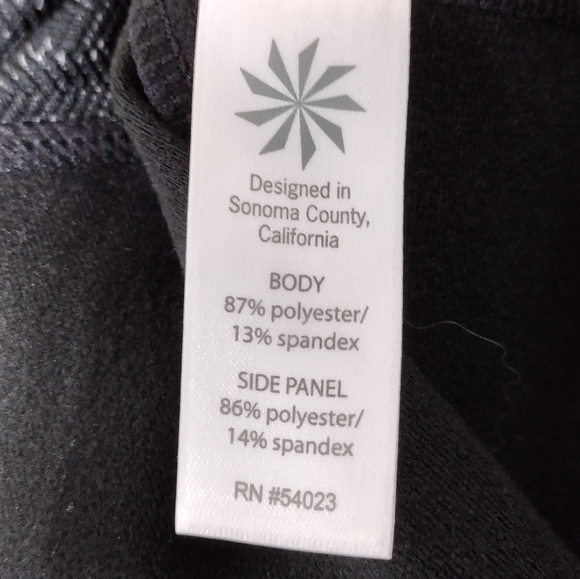 Designed in
Sonoma County,
California
BODY
87% polyester/
13% spandex
SIDE PANEL
86% polyester/
14% spandex
RN #54023